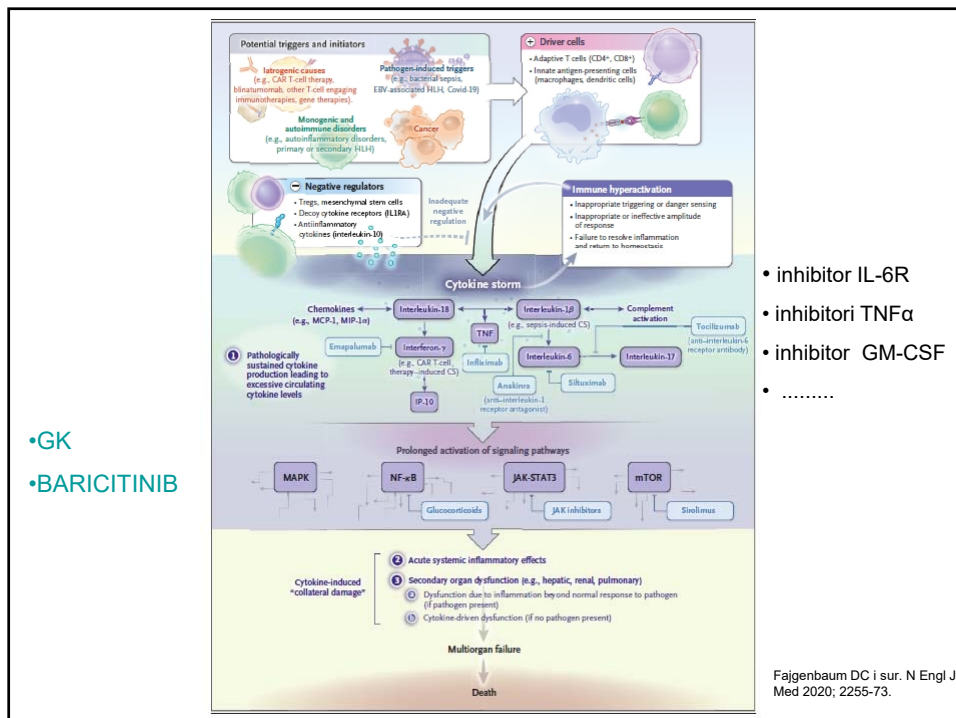 Potential triggers and initiators
Iatrogenic causes
(e.g., CAR T-cell therapy,
blinatumomab, other T-cell engaging
immunotherapies, gene therapies).
Pathogen-induced triggers
(e.g., bacterial sepsis,
EBV-associated HLH, Covid-19)
Monogenic and
autoimmune disorders
(e.g., autoinflammatory disorders,
primary or secondary HLH)
Cancer
+ Driver cells
• Adaptive T cells (CD4+, CD8+)
• Innate antigen-presenting cells
(macrophages, dendritic cells)
− Negative regulators
• Tregs, mesenchymal stem cells
• Decoy cytokine receptors (IL1RA)
• Antiinflammatory
cytokines (interleukin-10)
Inadequate
negative
regulation
Immune hyperactivation
• Inappropriate triggering or danger sensing
• Inappropriate or ineffective amplitude
of response
• Failure to resolve inflammation
and return to homeostasis
Cytokine storm
Chemokines
(e.g., MCP-1, MIP-1α)
Interleukin-18
Interleukin-1β
(e.g., sepsis-induced CS)
Complement
activation
TNF
Tocilizumab
(anti–interleukin-6
receptor antibody)
Emapalumab
Interferon-γ
(e.g., CAR T-cell,
therapy–induced CS)
Infliximab
Interleukin-6
Interleukin-17
1 Pathologically
sustained cytokine
production leading to
excessive circulating
cytokine levels
Anakinra
(anti–interleukin-1
receptor antagonist)
Siltuximab
IP-10
Prolonged activation of signaling pathways
MAPK
NF-κB
JAK-STAT3
mTOR
Glucocorticoids
JAK inhibitors
Sirolimus
Cytokine-induced
"collateral damage"
2 Acute systemic inflammatory effects
3 Secondary organ dysfunction (e.g., hepatic, renal, pulmonary)
a Dysfunction due to inflammation beyond normal response to pathogen
(if pathogen present)
b Cytokine-driven dysfunction (if no pathogen present)
Multiorgan failure
Death
•GK
•BARICITINIB
• inhibitor IL-6R
• inhibitori TNFα
• inhibitor GM-CSF
• .........
Fajgenbaum DC i sur. N Engl J
Med 2020; 2255-73.